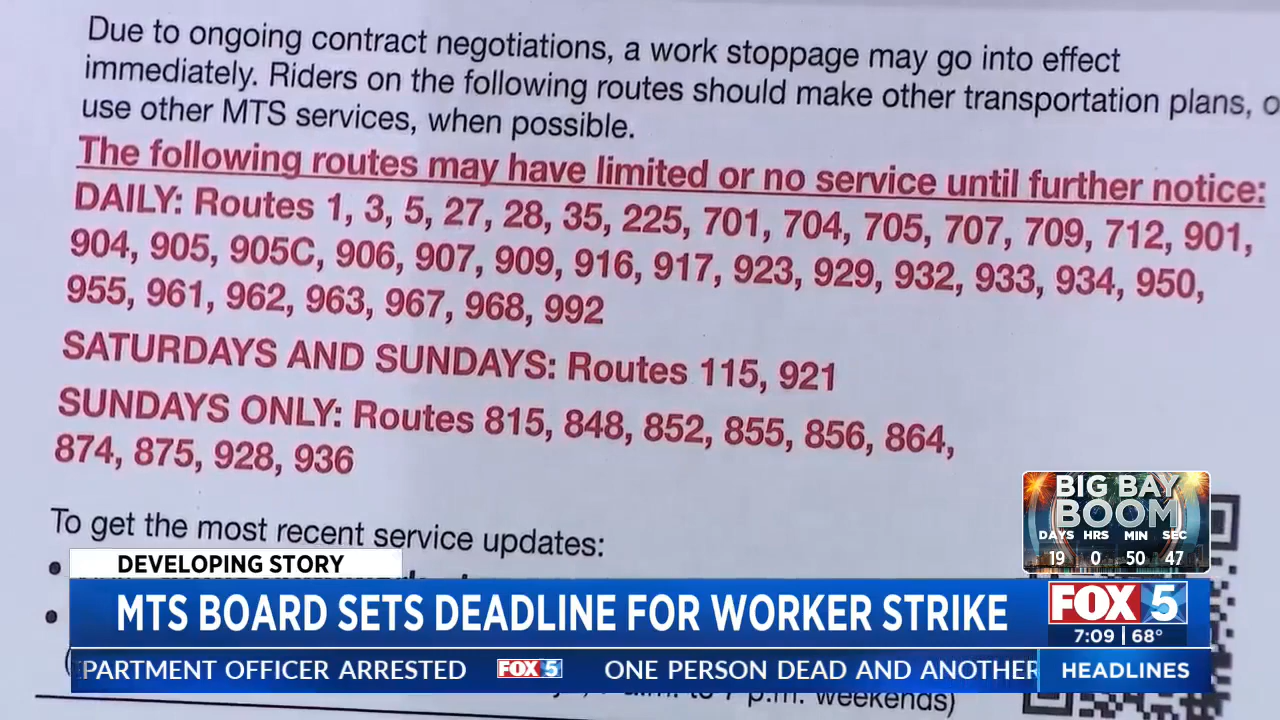 Due to ongoing contract negotiations, a work stoppage may go into effect
immediately. Riders on the following routes should make other transportation plans, o
use other MTS services, when possible.
The following routes may have limited or no service until further notice:
DAILY: Routes 1, 3, 5, 27, 28, 35, 225, 701, 704, 705, 707, 709, 712, 901,
904, 905, 905C, 906, 907, 909, 916, 917, 923, 929, 932, 933, 934, 950,
955, 961, 962, 963, 967, 968, 992
SATURDAYS AND SUNDAYS: Routes 115, 921
SUNDAYS ONLY: Routes 815, 848, 852, 855, 856, 864,
874, 875, 928, 936
To get the most recent service updates:
BIG BAY
BOOM
DAYS HRS MIN SEC
19 0 50 47
DEVELOPING STORY
MTS BOARD SETS DEADLINE FOR WORKER STRIKE
FOX 5
7:09 | 68°
PARTMENT OFFICER ARRESTED FOX 5 ONE PERSON DEAD AND ANOTHER
HEADLINES
p.m. weekends)